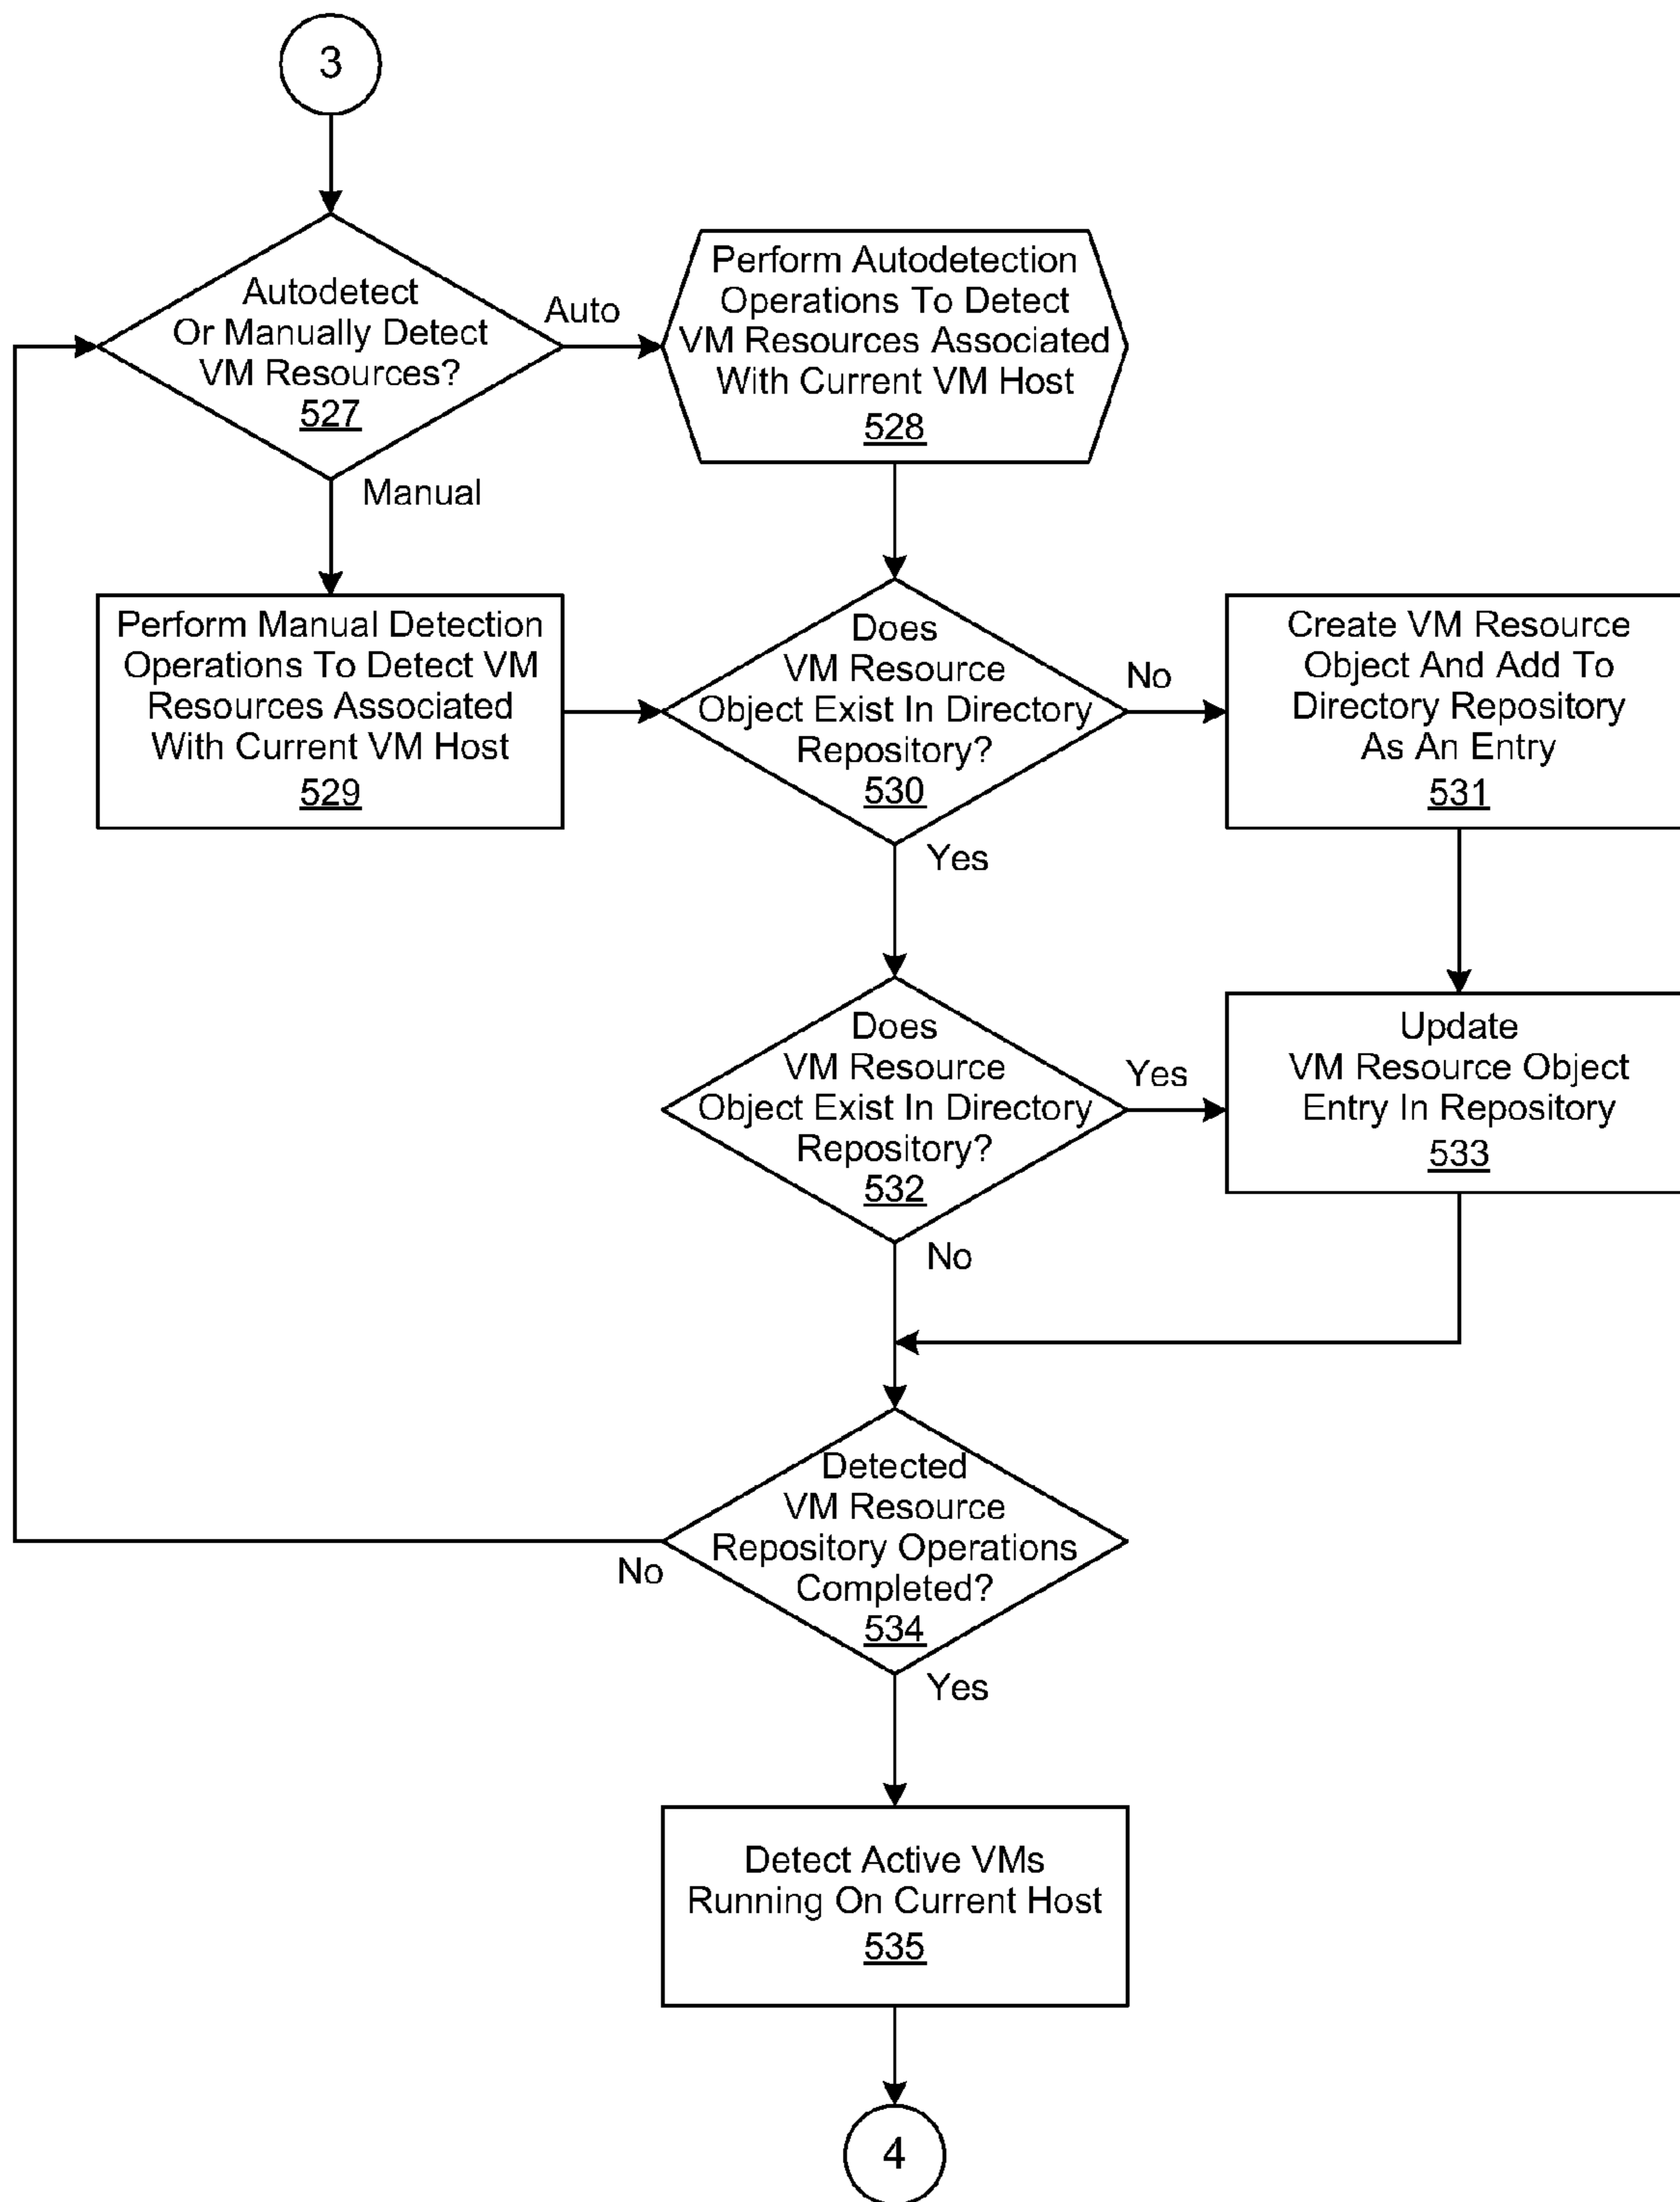 3
Autodetect
Or Manually Detect
VM Resources?
527
Auto
Manual
Perform Autodetection
Operations To Detect
VM Resources Associated
With Current VM Host
528
Perform Manual Detection
Operations To Detect VM
Resources Associated
With Current VM Host
529
Does
VM Resource
Object Exist In Directory
Repository?
530
No
Yes
Create VM Resource
Object And Add To
Directory Repository
As An Entry
531
Does
VM Resource
Object Exist In Directory
Repository?
532
Yes
No
Update
VM Resource Object
Entry In Repository
533
Detected
VM Resource
Repository Operations
Completed?
534
No
Yes
Detect Active VMs
Running On Current Host
535
4